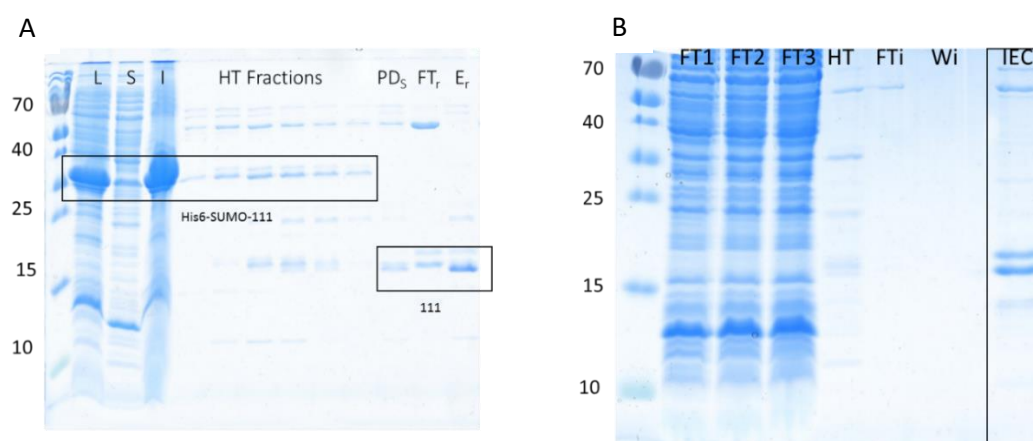 A
L S I HT Fractions PDS FTr Er
70
40
25
15
10
His6-SUMO-111
111
B
FT1 FT2 FT3 HT FTi Wi IEC
70
40
25
15
10